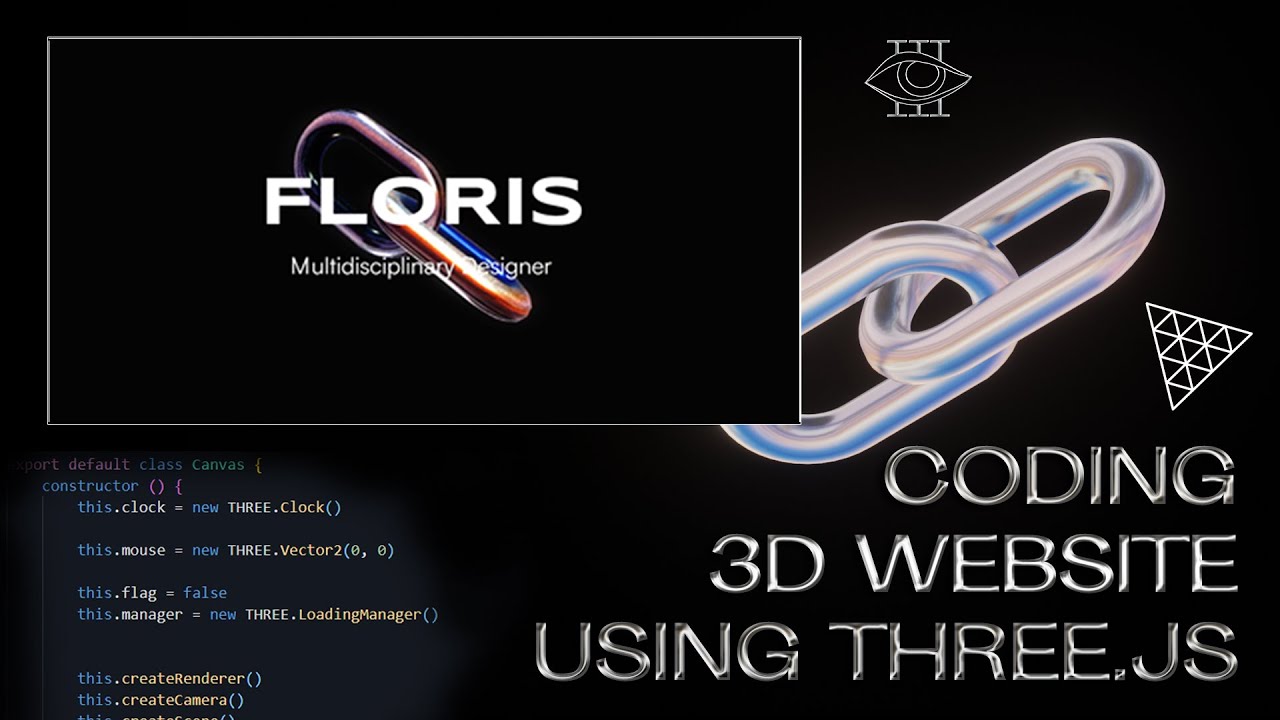 FLORIS
Multidisciplinary Designer
export default class Canvas {
constructor () {
this.clock = new THREE.Clock()
this.mouse = new THREE.Vector2(0, 0)
this.flag = false
this.manager = new THREE.LoadingManager()
this.createRenderer()
this.createCamera()
this.createScene()
CODING
3D WEBSITE
USING THREE.JS